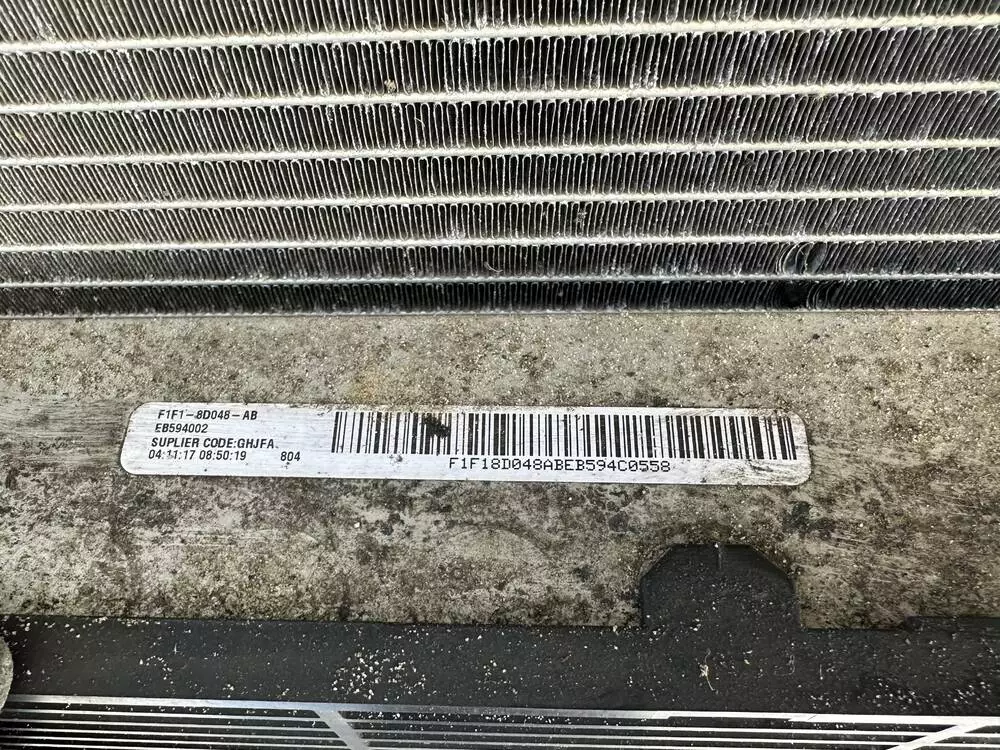 F1F1-8D048-AB
EB594002
SUPLIER CODE:GHJFA
04:11:17 08:50:19 804
F1F18D048ABEB594C0558